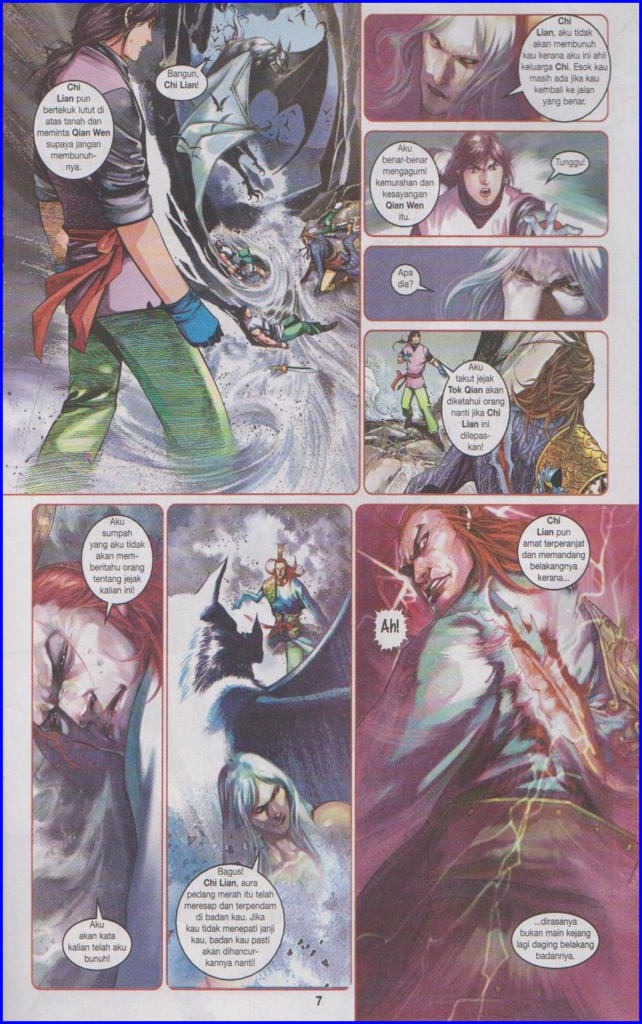 Chi
Lian pun
bertekuk lutut di
atas tanah dan
meminta Qian Wen
supaya jangan
membunuh-
nya.
Bangun,
Chi Lian!
Chi
Lian, aku tidak
akan membunuh
kau kerana aku ini ahli
keluarga Chi. Esok kau
masih ada jika kau
kembali ke jalan
yang benar.
Aku
benar-benar
mengagumi
kemurahan dan
kesayangan
Qian Wen
itu.
Tunggu!
Apa
dia?
Aku
takut jejak
Tok Qian akan
diketahui orang
nanti jika Chi
Lian ini
dilepas-
kan!
Aku
sumpah
yang aku tidak
akan mem-
beritahu orang
tentang jejak
kalian ini!
Aku
akan kata
kalian telah aku
bunuh!
Bagus!
Chi Lian, aura
pedang merah itu telah
meresap dan terpendam
di badan kau. Jika
kau tidak menepati janji
kau, badan kau pasti
akan dihancur-
kannya nanti!
Chi
Lian pun
amat terperanjat
dan memandang
belakangnya
kerana...
Ah!
...dirasanya
bukan main kejang
lagi daging belakang
badannya.
7